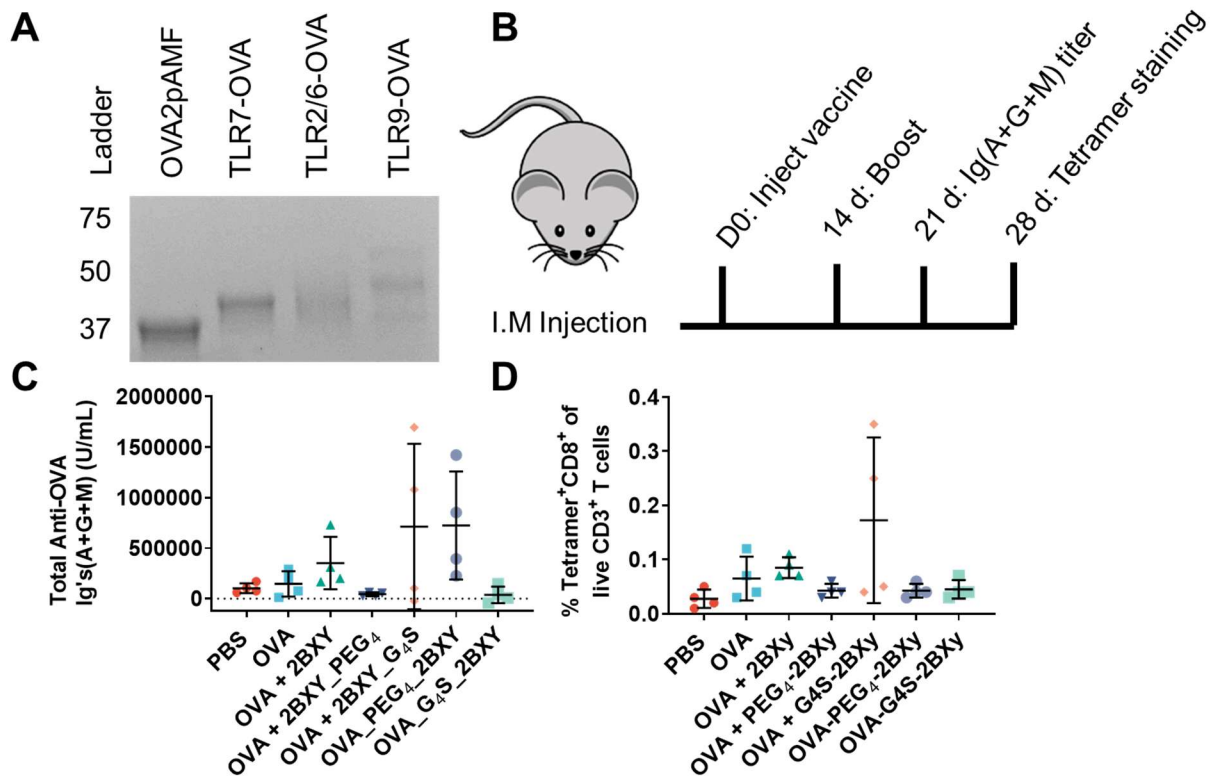 A
Ladder
OVA2pAMF
TLR7-OVA
TLR2/6-OVA
TLR9-OVA
75
50
37
B
D0: Inject vaccine
14 d: Boost
21 d: Ig(A+G+M) titer
28 d: Tetramer staining
I.M Injection
C
Total Anti-OVA
Ig's(A+G+M) (U/mL)
2000000
1500000
1000000
500000
0
PBS
OVA
OVA + 2BXY
OVA + 2BXY_PEG₄
OVA + 2BXY_G₄S
OVA_PEG₄_2BXY
OVA_G₄S_2BXY
D
% Tetramer⁺CD8⁺ of
live CD3⁺ T cells
0.4
0.3
0.2
0.1
0.0
PBS
OVA
OVA + 2BXy
OVA + PEG₄-2BXy
OVA + G4S-2BXy
OVA-PEG₄-2BXy
OVA-G4S-2BXy